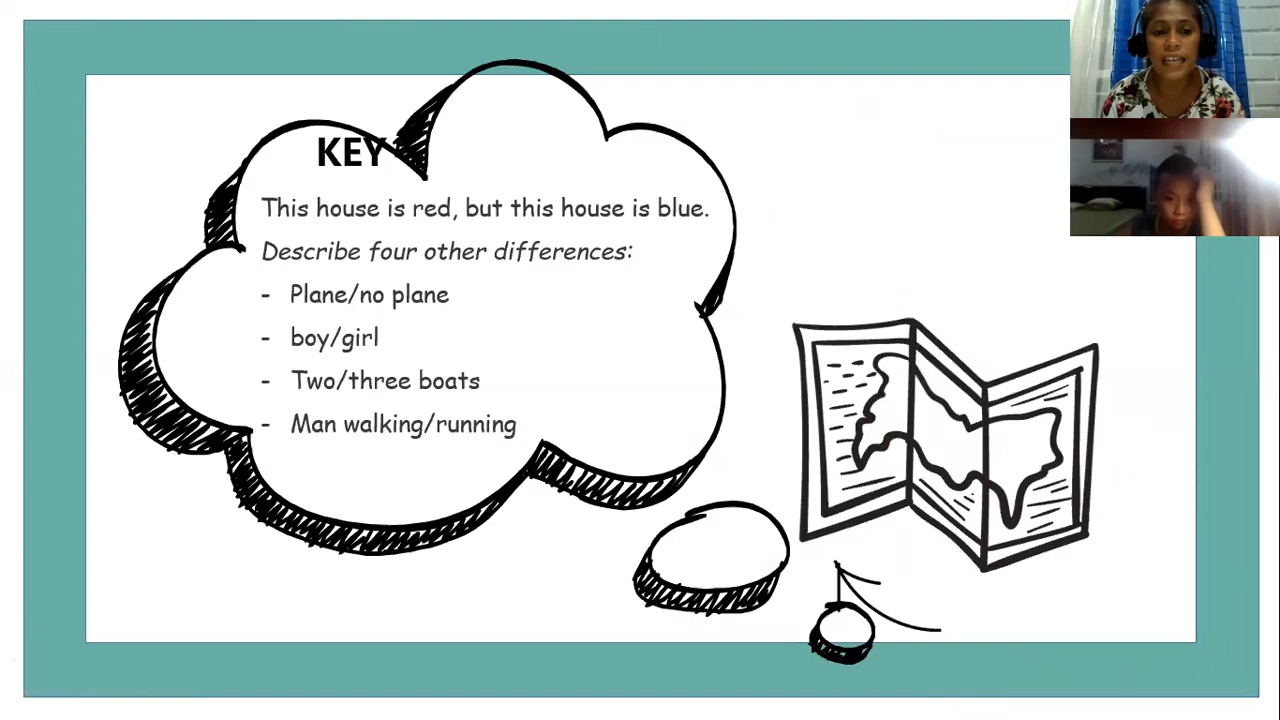 KEY
This house is red, but this house is blue.
Describe four other differences:
- Plane/no plane
- boy/girl
- Two/three boats
- Man walking/running